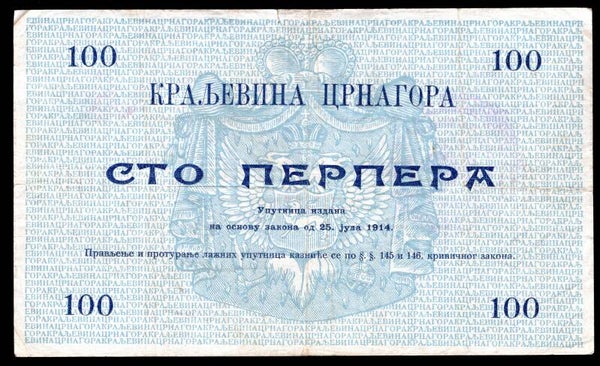 100 100
КРАЉЕВИНА ЦРНАГОРА
СТО ПЕРПЕРА
Упутница издана
на основу закона од 25. јула 1914.
Прављење и протурање лажних упутница казниће се по §. §. 145 и 146. кривичног закона.
100 100